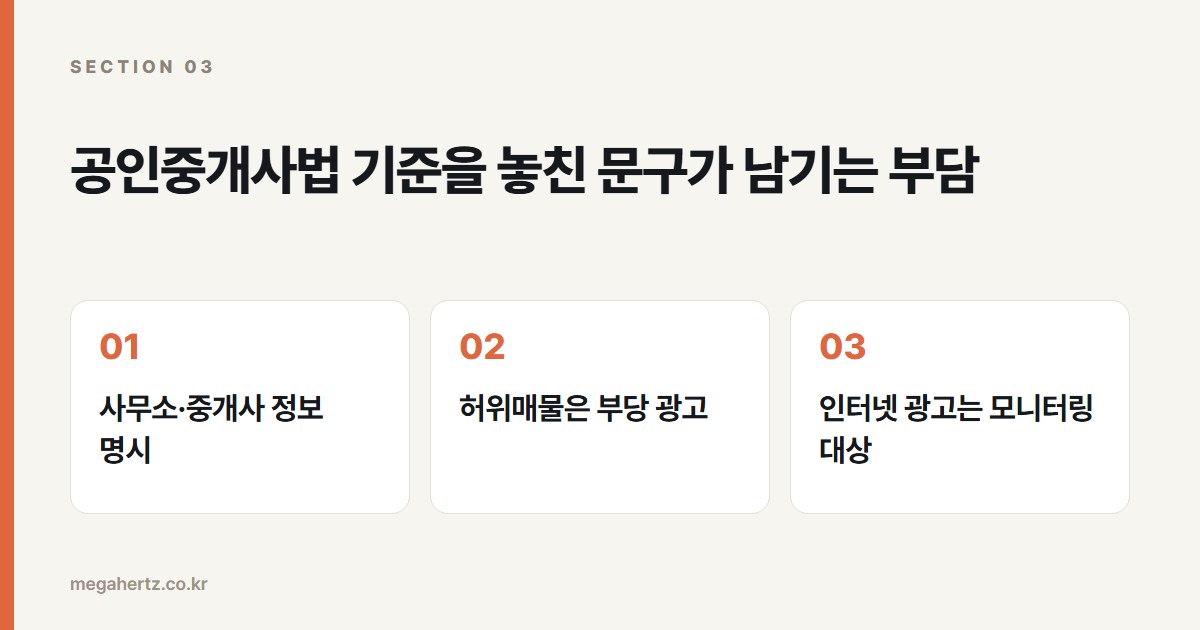 SECTION 03
공인중개사법 기준을 놓친 문구가 남기는 부담
01
사무소·중개사 정보
명시
02
허위매물은 부당 광고
03
인터넷 광고는 모니터링
대상
megahertz.co.kr